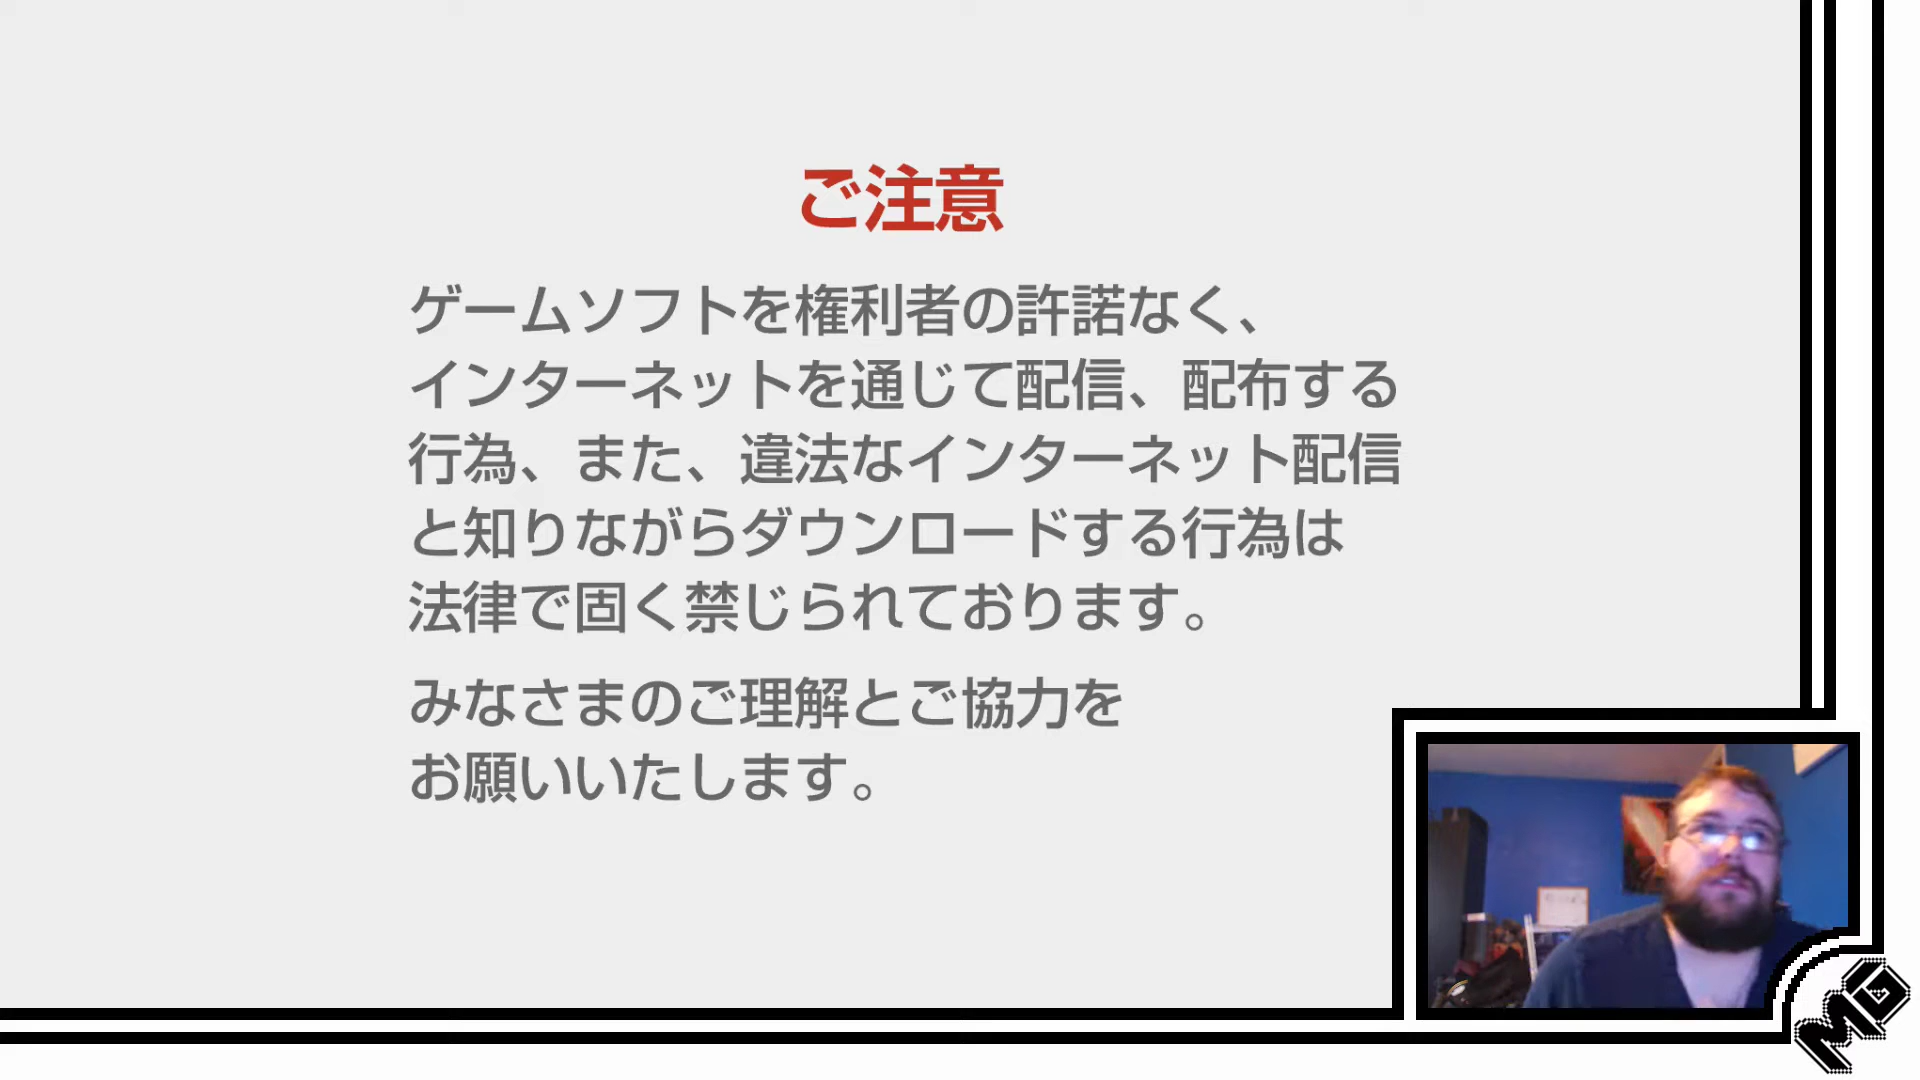 ご注意
ゲームソフトを権利者の許諾なく、
インターネットを通じて配信、配布する
行為、また、違法なインターネット配信
と知りながらダウンロードする行為は
法律で固く禁じられております。
みなさまのご理解とご協力を
お願いいたします。
MG